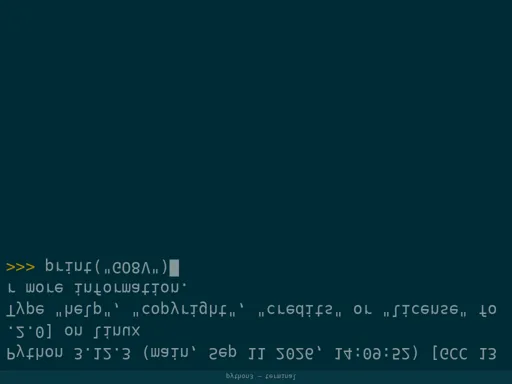 python3 — terminal
Python 3.12.3 (main, Sep 11 2026, 14:09:52) [GCC 13
.2.0] on linux
Type "help", "copyright", "credits" or "license" fo
r more information.
>>> print("G08V")